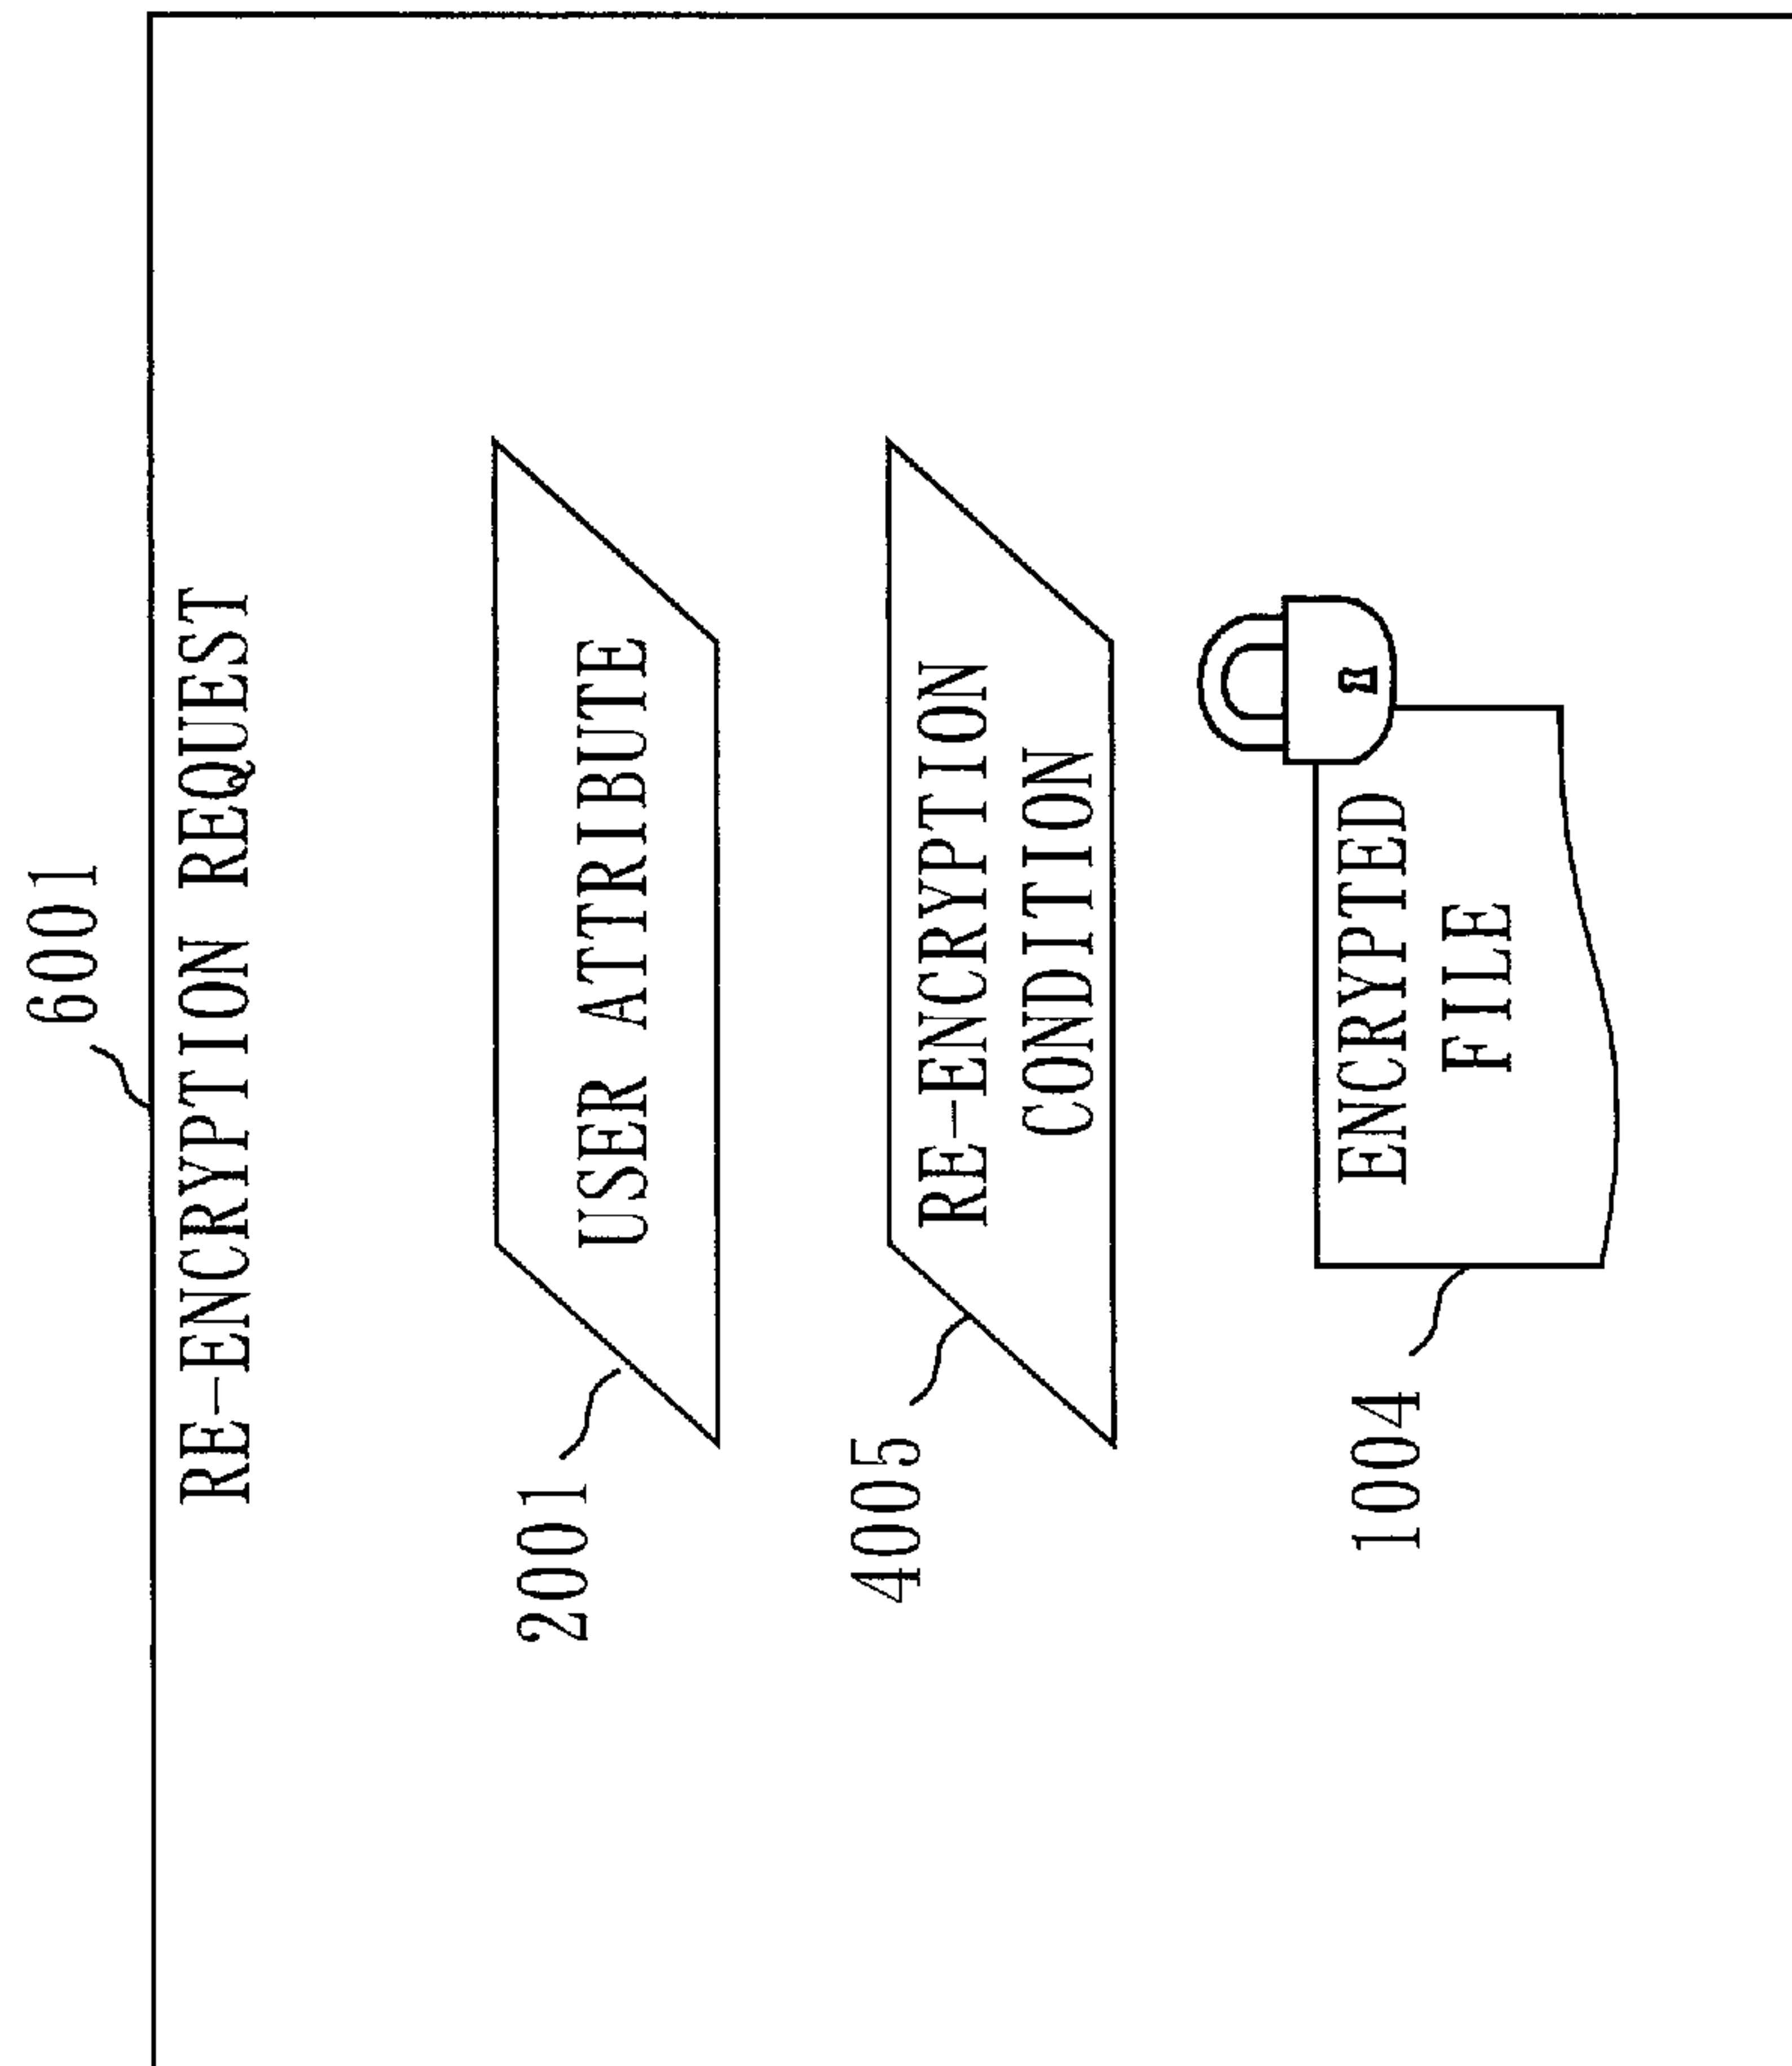 6001
RE-ENCRYPTION REQUEST
2001
USER ATTRIBUTE
4005
RE-ENCRYPTION
CONDITION
1004
ENCRYPTED
FILE